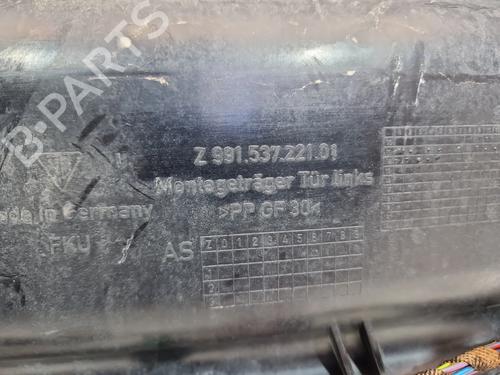 B-PARTS
Z 991.537.221.01
Montageträger Tür links
>PP GF 30<
Made in Germany
FKU
AS
Z 0 1 2 3 4 5 6 7 8 9